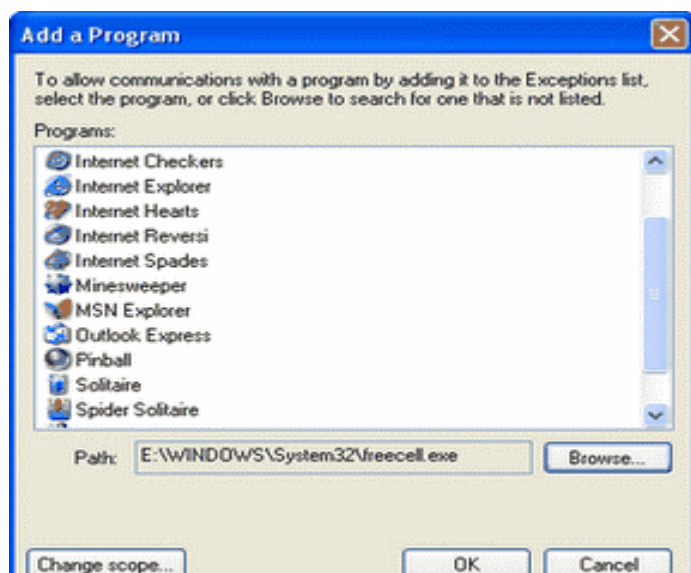 Add a Program
To allow communications with a program by adding it to the Exceptions list,
select the program, or click Browse to search for one that is not listed.
Programs:
Internet Checkers
Internet Explorer
Internet Hearts
Internet Reversi
Internet Spades
Minesweeper
MSN Explorer
Outlook Express
Pinball
Solitaire
Spider Solitaire
Path: E:\WINDOWS\System32\freecell.exe Browse...
Change scope... OK Cancel